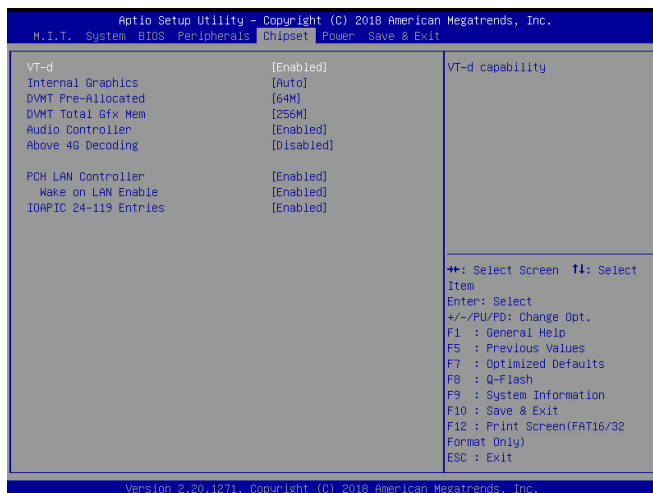 Aptio Setup Utility – Copyright (C) 2018 American Megatrends, Inc.
M.I.T. System BIOS Peripherals Chipset Power Save & Exit
VT-d [Enabled]
Internal Graphics [Auto]
DVMT Pre-Allocated [64M]
DVMT Total Gfx Mem [256M]
Audio Controller [Enabled]
Above 4G Decoding [Disabled]
PCH LAN Controller [Enabled]
Wake on LAN Enable [Enabled]
IOAPIC 24-119 Entries [Enabled]
VT-d capability
→←: Select Screen ↑↓: Select
Item
Enter: Select
+/-/PU/PD: Change Opt.
F1 : General Help
F5 : Previous Values
F7 : Optimized Defaults
F8 : Q-Flash
F9 : System Information
F10 : Save & Exit
F12 : Print Screen(FAT16/32
Format Only)
ESC : Exit
Version 2.20.1271. Copyright (C) 2018 American Megatrends, Inc.